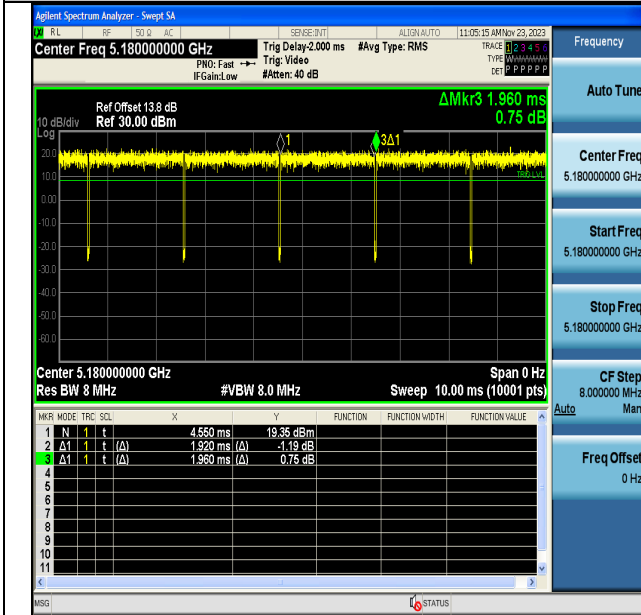 Agilent Spectrum Analyzer - Swept SA
RL RF 50 Ω AC SENSE:INT ALIGN AUTO 11:05:15 AM Nov 23, 2023
Center Freq 5.180000000 GHz Trig Delay-2.000 ms #Avg Type: RMS TRACE 1 2 3 4 5 6
PNO: Fast Trig: Video TYPE W
IFGain:Low #Atten: 40 dB DET P P P P P P
Frequency
Auto Tune
ΔMkr3 1.960 ms
Ref Offset 13.8 dB 0.75 dB
10 dB/div Ref 30.00 dBm
Log
20.0
10.0
0.00
-10.0
-20.0
-30.0
-40.0
-50.0
-60.0
1
3Δ1
TRIG LVL
Center Freq
5.180000000 GHz
Start Freq
5.180000000 GHz
Stop Freq
5.180000000 GHz
CF Step
8.000000 MHz
Auto Man
Freq Offset
0 Hz
Center 5.180000000 GHz Span 0 Hz
Res BW 8 MHz #VBW 8.0 MHz Sweep 10.00 ms (10001 pts)
MKR MODE TRC SCL X Y FUNCTION FUNCTION WIDTH FUNCTION VALUE
1 N 1 t 4.550 ms 19.35 dBm
2 Δ1 1 t (Δ) 1.920 ms (Δ) -1.19 dB
3 Δ1 1 t (Δ) 1.960 ms (Δ) 0.75 dB
4
5
6
7
8
9
10
11
MSG STATUS